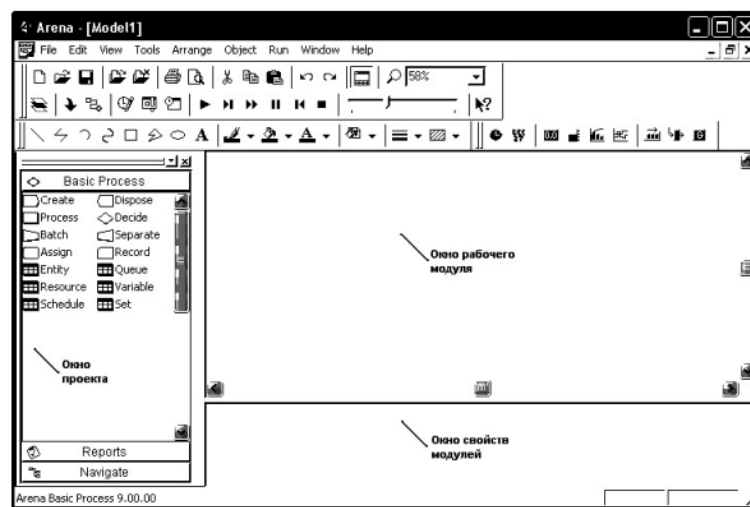 Arena - [Model1]
File Edit View Tools Arrange Object Run Window Help
58%
A A
Basic Process
Create Dispose
Process Decide
Batch Separate
Assign Record
Entity Queue
Resource Variable
Schedule Set
Окно рабочего
модуля
Окно
проекта
Окно свойств
модулей
Reports
Navigate
Arena Basic Process 9.00.00